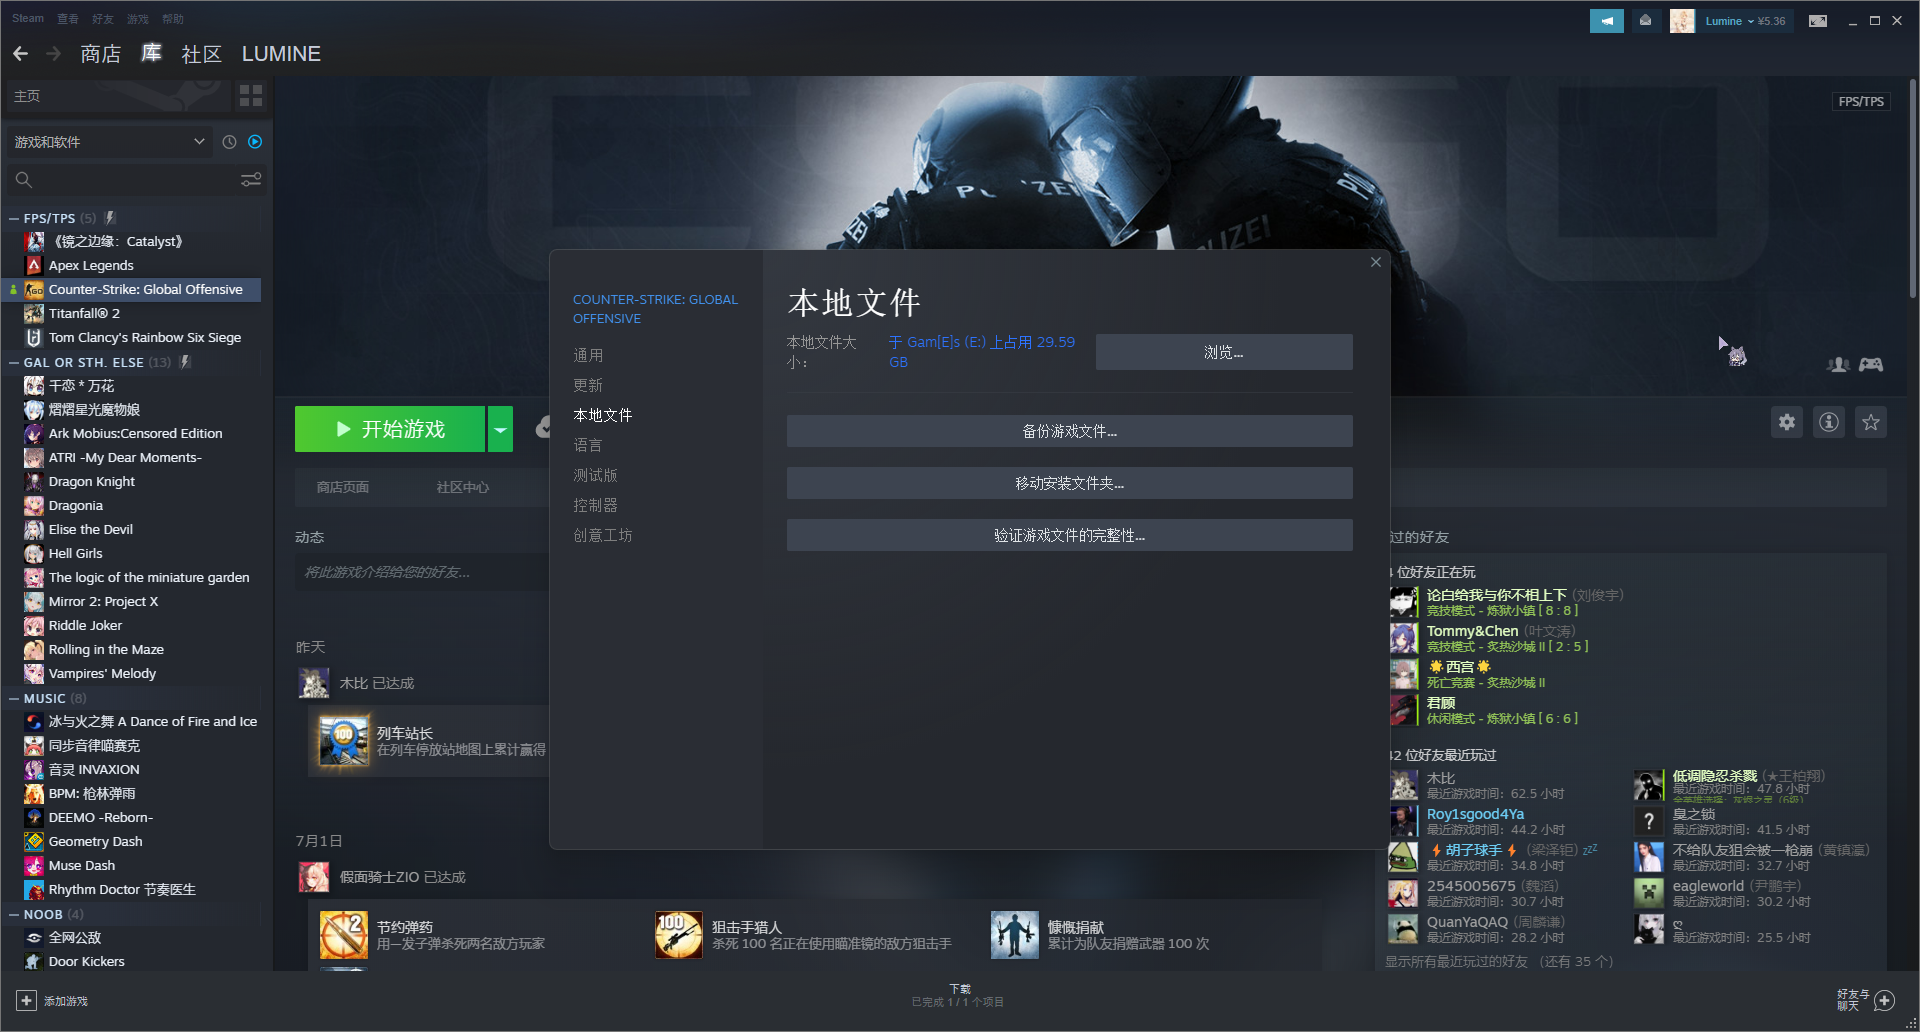 Steam 查看 好友 游戏 帮助
Lumine ¥5.36
商店 库 社区 LUMINE
主页
FPS/TPS
游戏和软件
FPS/TPS (5)
《镜之边缘：Catalyst》
Apex Legends
Counter-Strike: Global Offensive
Titanfall® 2
Tom Clancy's Rainbow Six Siege
GAL OR STH. ELSE (13)
千恋＊万花
熠熠星光魔物娘
Ark Mobius:Censored Edition
ATRI -My Dear Moments-
Dragon Knight
Dragonia
Elise the Devil
Hell Girls
The logic of the miniature garden
Mirror 2: Project X
Riddle Joker
Rolling in the Maze
Vampires' Melody
MUSIC (8)
冰与火之舞 A Dance of Fire and Ice
同步音律喵赛克
音灵 INVAXION
BPM: 枪林弹雨
DEEMO -Reborn-
Geometry Dash
Muse Dash
Rhythm Doctor 节奏医生
NOOB (4)
全网公敌
Door Kickers
添加游戏
开始游戏
商店页面 社区中心
动态
将此游戏介绍给您的好友...
昨天
木比 已达成
100
列车站长
在列车停放站地图上累计赢得
7月1日
假面骑士ZIO 已达成
2
节约弹药
用一发子弹杀死两名敌方玩家
100
狙击手猎人
杀死 100 名正在使用瞄准镜的敌方狙击手
慷慨捐献
累计为队友捐赠武器 100 次
COUNTER-STRIKE: GLOBAL
OFFENSIVE
通用
更新
本地文件
语言
测试版
控制器
创意工坊
本地文件
本地文件大
小：
于 Gam[E]s (E:) 上占用 29.59
GB
浏览...
备份游戏文件...
移动安装文件夹...
验证游戏文件的完整性...
过的好友
位好友正在玩
论白给我与你不相上下 (刘俊宇)
竞技模式 - 炼狱小镇 [ 8 : 8 ]
Tommy&Chen (叶文涛)
竞技模式 - 炙热沙城 II [ 2 : 5 ]
🌟西宫🌟
死亡竞赛 - 炙热沙城 II
君顾
休闲模式 - 炼狱小镇 [ 6 : 6 ]
42 位好友最近玩过
木比
最近游戏时间：62.5 小时
低调隐忍杀戮 (★王柏翔)
最近游戏时间：47.8 小时
Roy1sgood4Ya
最近游戏时间：44.2 小时
臭之锁
最近游戏时间：41.5 小时
⚡胡子球手⚡ (梁泽钜) zzZ
最近游戏时间：34.8 小时
不给队友狙会被一枪崩 (黄镇瀛)
最近游戏时间：32.7 小时
2545005675 (魏滔)
最近游戏时间：30.7 小时
eagleworld (尹鹏宇)
最近游戏时间：30.2 小时
QuanYaQAQ (周麟谦)
最近游戏时间：28.2 小时
ღ
最近游戏时间：25.5 小时
显示所有最近玩过的好友 （还有 35 个）
下载
已完成 1 / 1 个项目
好友与
聊天